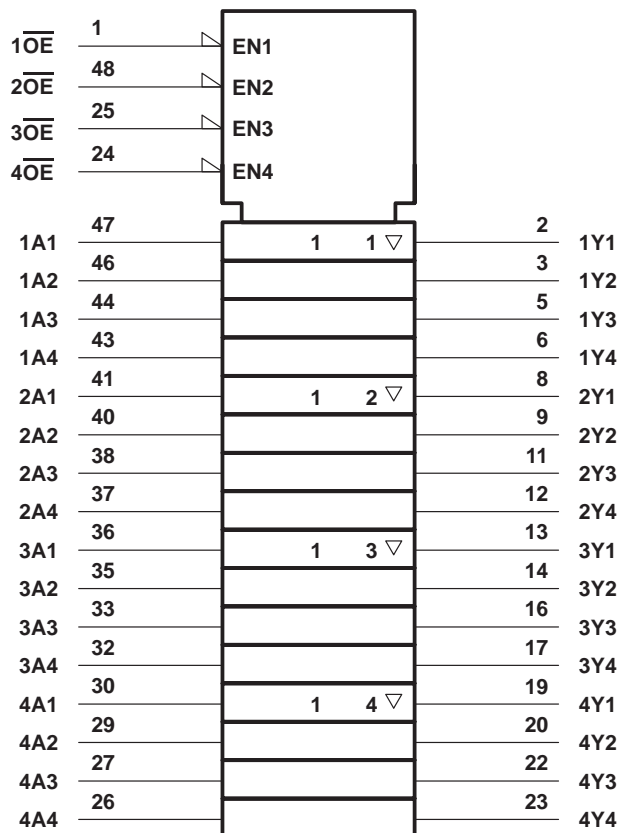 1O̅E̅ 1 EN1
2O̅E̅ 48 EN2
3O̅E̅ 25 EN3
4O̅E̅ 24 EN4
1A1 47 1 1 ▽ 2 1Y1
1A2 46 3 1Y2
1A3 44 5 1Y3
1A4 43 6 1Y4
2A1 41 1 2 ▽ 8 2Y1
2A2 40 9 2Y2
2A3 38 11 2Y3
2A4 37 12 2Y4
3A1 36 1 3 ▽ 13 3Y1
3A2 35 14 3Y2
3A3 33 16 3Y3
3A4 32 17 3Y4
4A1 30 1 4 ▽ 19 4Y1
4A2 29 20 4Y2
4A3 27 22 4Y3
4A4 26 23 4Y4